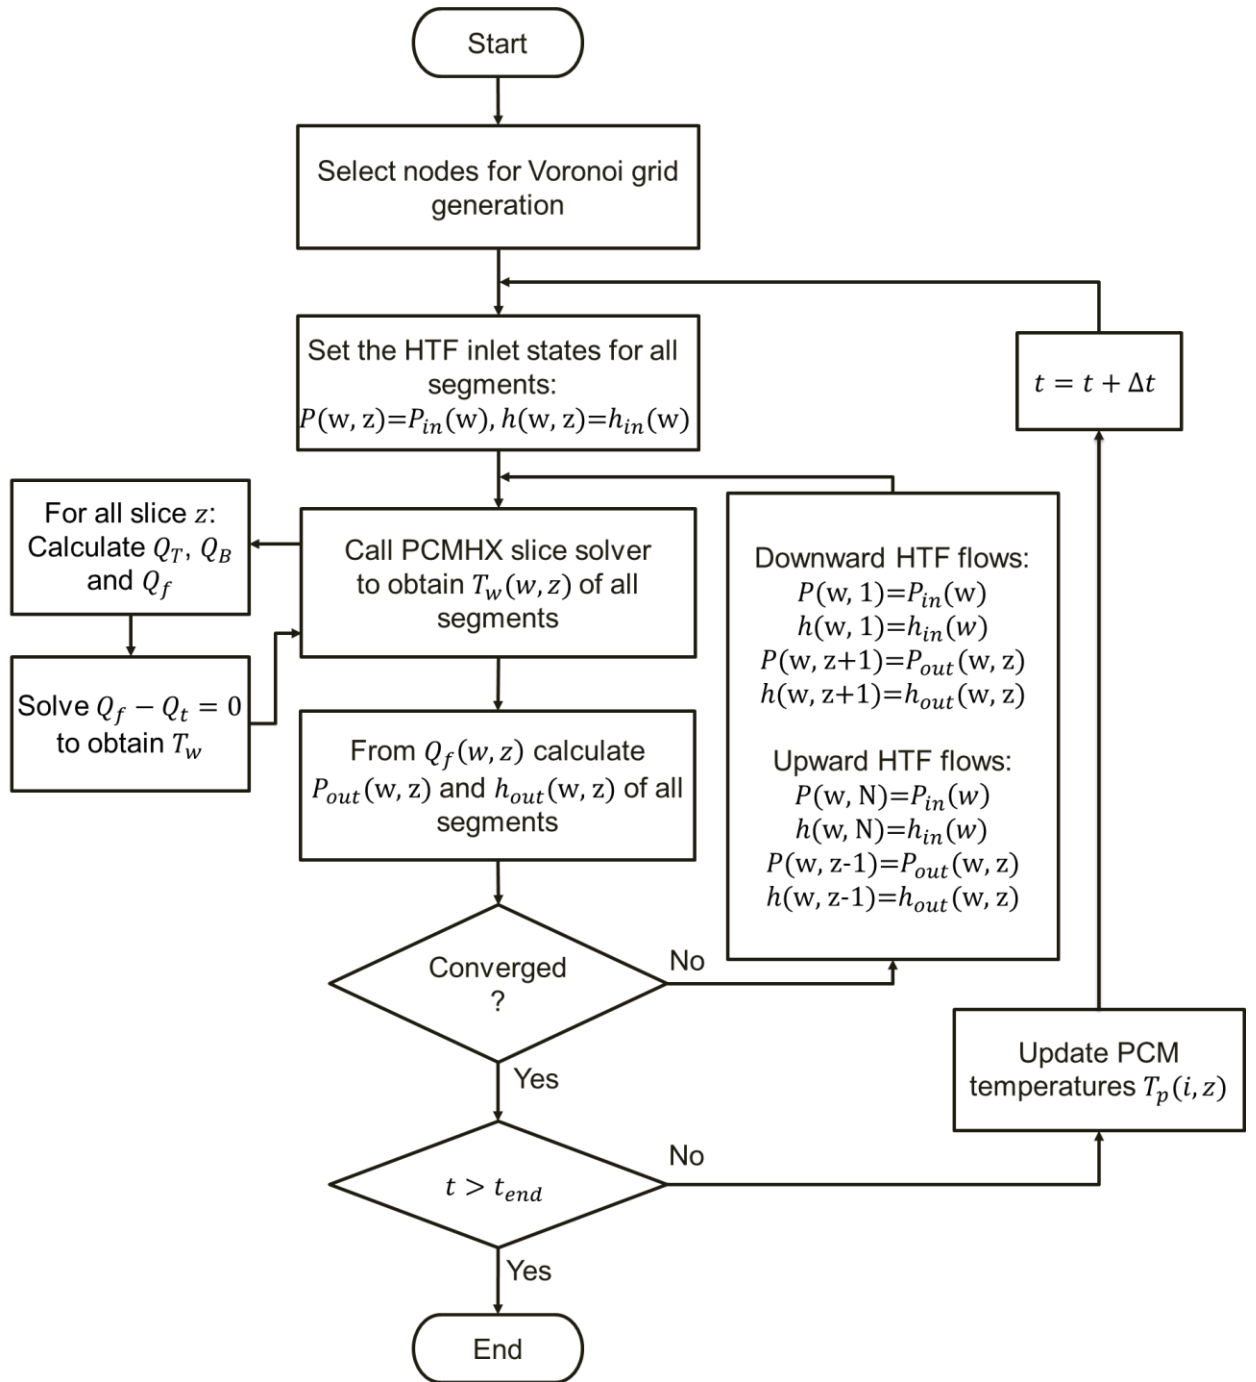 Start
Select nodes for Voronoi grid
generation
Set the HTF inlet states for all
segments:
P(w, z)=P_in(w), h(w, z)=h_in(w)
t = t + Δt
For all slice z:
Calculate Q_T, Q_B
and Q_f
Call PCMHX slice solver
to obtain T_w(w, z) of all
segments
Solve Q_f − Q_t = 0
to obtain T_w
From Q_f(w, z) calculate
P_out(w, z) and h_out(w, z) of all
segments
Downward HTF flows:
P(w, 1)=P_in(w)
h(w, 1)=h_in(w)
P(w, z+1)=P_out(w, z)
h(w, z+1)=h_out(w, z)
Upward HTF flows:
P(w, N)=P_in(w)
h(w, N)=h_in(w)
P(w, z-1)=P_out(w, z)
h(w, z-1)=h_out(w, z)
Converged
?
No
Yes
Update PCM
temperatures T_p(i, z)
t > t_end
No
Yes
End